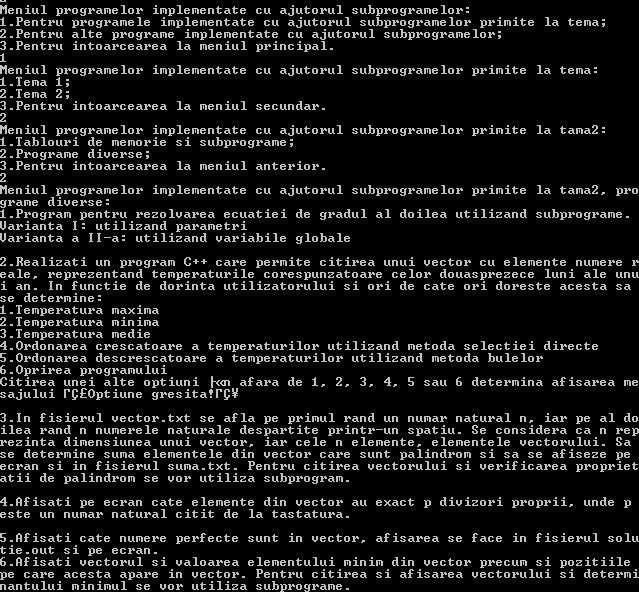 Meniul programelor implementate cu ajutorul subprogramelor:
1.Pentru programele implementate cu ajutorul subprogramelor primite la tema;
2.Pentru alte programe implementate cu ajutorul subprogramelor;
3.Pentru intoarcerea la meniul principal.
1
Meniul programelor implementate cu ajutorul subprogramelor primite la tema:
1.Tema 1;
2.Tema 2;
3.Pentru intoarcerea la meniul secundar.
2
Meniul programelor implementate cu ajutorul subprogramelor primite la tama2:
1.Tablouri de memorie si subprograme;
2.Programe diverse;
3.Pentru intoarcerea la meniul anterior.
2
Meniul programelor implementate cu ajutorul subprogramelor primite la tama2, pro
grame diverse:
1.Program pentru rezolvarea ecuatiei de gradul al doilea utilizand subprograme.
Varianta I: utilizand parametri
Varianta a II-a: utilizand variabile globale
2.Realizati un program C++ care permite citirea unui vector cu elemente numere r
eale, reprezentand temperaturile corespunzatoare celor douasprezece luni ale unu
i an. In functie de dorinta utilizatorului si ori de cate ori doreste acesta sa
se determine:
1.Temperatura maxima
2.Temperatura minima
3.Temperatura medie
4.Ordonarea crescatoare a temperaturilor utilizand metoda selectiei directe
5.Ordonarea descrescatoare a temperaturilor utilizand metoda bulelor
6.Oprirea programului
Citirea unei alte optiuni ├«n afara de 1, 2, 3, 4, 5 sau 6 determina afisarea me
sajului ΓÇ£Optiune gresita!ΓÇ¥
3.In fisierul vector.txt se afla pe primul rand un numar natural n, iar pe al do
ilea rand n numerele naturale despartite printr-un spatiu. Se considera ca n rep
rezinta dimensiunea unui vector, iar cele n elemente, elementele vectorului. Sa
se determine suma elementele din vector care sunt palindrom si sa se afiseze pe
ecran si in fisierul suma.txt. Pentru citirea vectorului si verificarea propriet
atii de palindrom se vor utiliza subprogram.
4.Afisati pe ecran cate elemente din vector au exact p divizori proprii, unde p
este un numar natural citit de la tastatura.
5.Afisati cate numere perfecte sunt in vector, afisarea se face in fisierul solu
tie.out si pe ecran.
6.Afisati vectorul si valoarea elementului minim din vector precum si pozitiile
pe care acesta apare in vector. Pentru citirea si afisarea vectorului si determi
nantului minimul se vor utiliza subprograme.